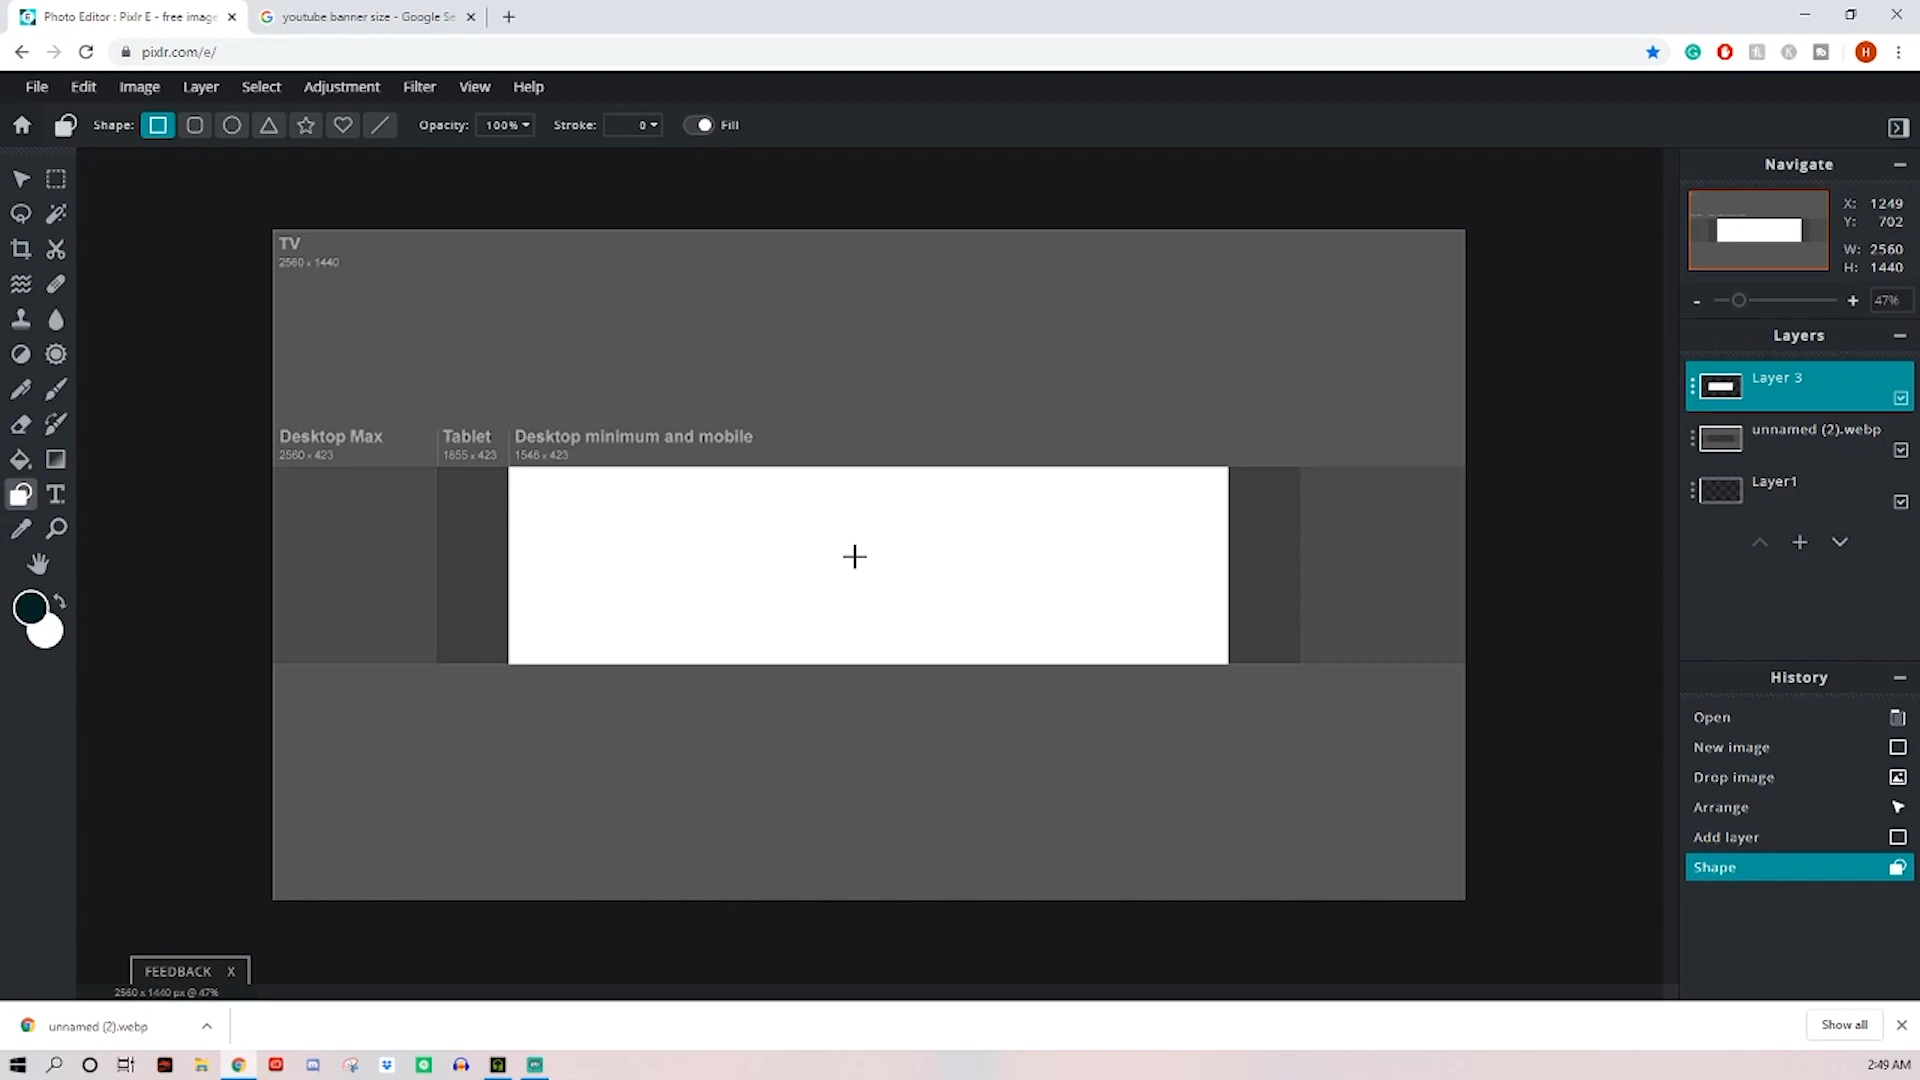 Photo Editor : Pixlr E - free image
youtube banner size - Google Se
pixlr.com/e/
H
File Edit Image Layer Select Adjustment Filter View Help
Shape: Opacity: 100% Stroke: 0 Fill
Navigate
X: 1249
Y: 702
W: 2560
H: 1440
- + 47%
TV
2560 x 1440
Desktop Max
2560 x 423
Tablet
1855 x 423
Desktop minimum and mobile
1546 x 423
Layers
Layer 3
unnamed (2).webp
Layer1
History
Open
New image
Drop image
Arrange
Add layer
Shape
FEEDBACK X
2560 x 1440 px @ 47%
unnamed (2).webp
Show all
2:49 AM